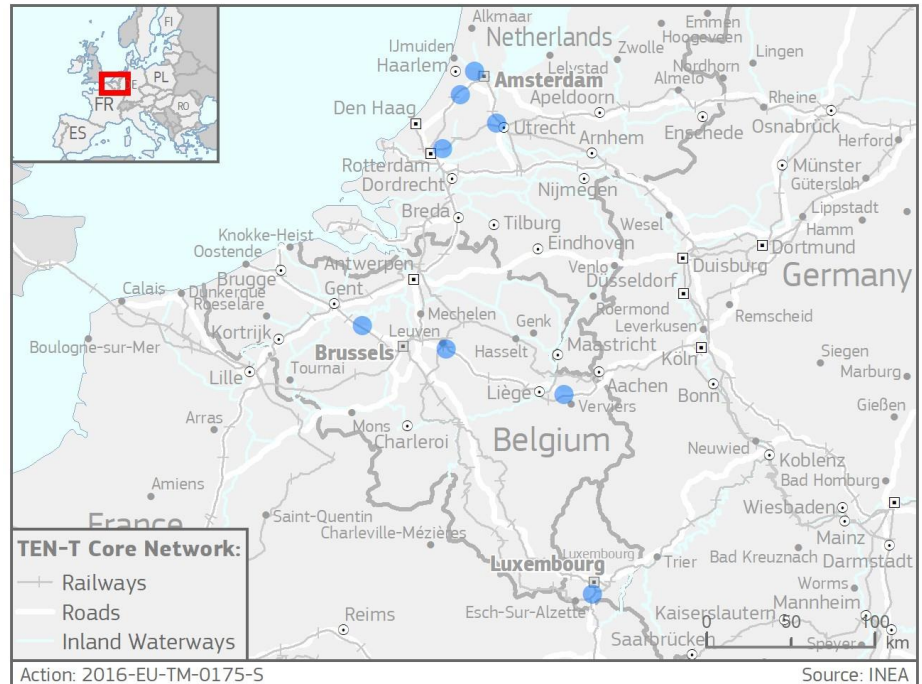 FI
PL
DE
FR
RO
ES
Alkmaar
Emmen
Hoogeveen
IJmuiden
Netherlands
Zwolle
Lingen
Haarlem
Lelystad
Nordhorn
Amsterdam
Almelo
Apeldoorn
Rheine
Den Haag
Utrecht
Enschede
Osnabrück
Arnhem
Herford
Rotterdam
Münster
Dordrecht
Nijmegen
Gütersloh
Breda
Tilburg
Wesel
Lippstadt
Hamm
Knokke-Heist
Eindhoven
Dortmund
Oostende
Antwerpen
Venlo
Duisburg
Brugge
Düsseldorf
Germany
Calais
Dunkerque
Gent
Roeselare
Mechelen
Roermond
Remscheid
Genk
Leverkusen
Boulogne-sur-Mer
Kortrijk
Leuven
Brussels
Hasselt
Maastricht
Köln
Siegen
Lille
Tournai
Marburg
Liège
Aachen
Bonn
Verviers
Gießen
Arras
Mons
Charleroi
Belgium
Neuwied
Koblenz
Bad Homburg
Amiens
Wiesbaden
Saint-Quentin
France
Charleville-Mézières
Mainz
Luxembourg
Luxembourg
Trier
Bad Kreuznach
Darmstadt
Worms
Esch-Sur-Alzette
Kaiserslautern
Mannheim
Reims
Saarbrücken
Speyer
TEN-T Core Network:
Railways
Roads
Inland Waterways
0 50 100
km
Action: 2016-EU-TM-0175-S
Source: INEA